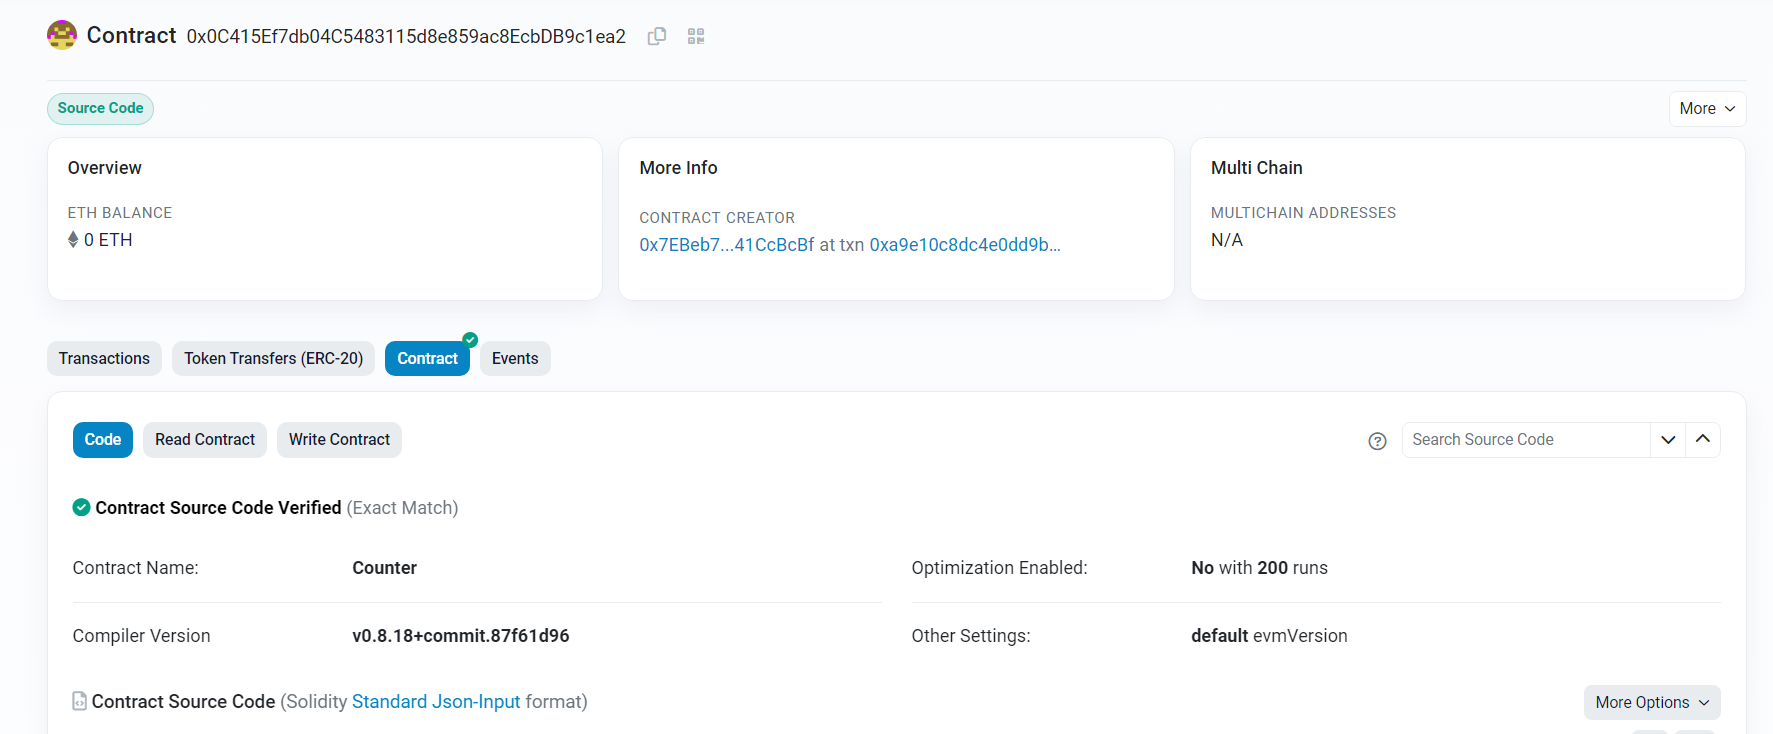 Contract 0x0C415Ef7db04C5483115d8e859ac8EcbDB9c1ea2
Source Code
More
Overview
ETH BALANCE
0 ETH
More Info
CONTRACT CREATOR
0x7EBeb7...41CcBcBf at txn 0xa9e10c8dc4e0dd9b...
Multi Chain
MULTICHAIN ADDRESSES
N/A
Transactions
Token Transfers (ERC-20)
Contract
Events
Code
Read Contract
Write Contract
Search Source Code
Contract Source Code Verified (Exact Match)
Contract Name: Counter
Optimization Enabled: No with 200 runs
Compiler Version v0.8.18+commit.87f61d96
Other Settings: default evmVersion
Contract Source Code (Solidity Standard Json-Input format)
More Options